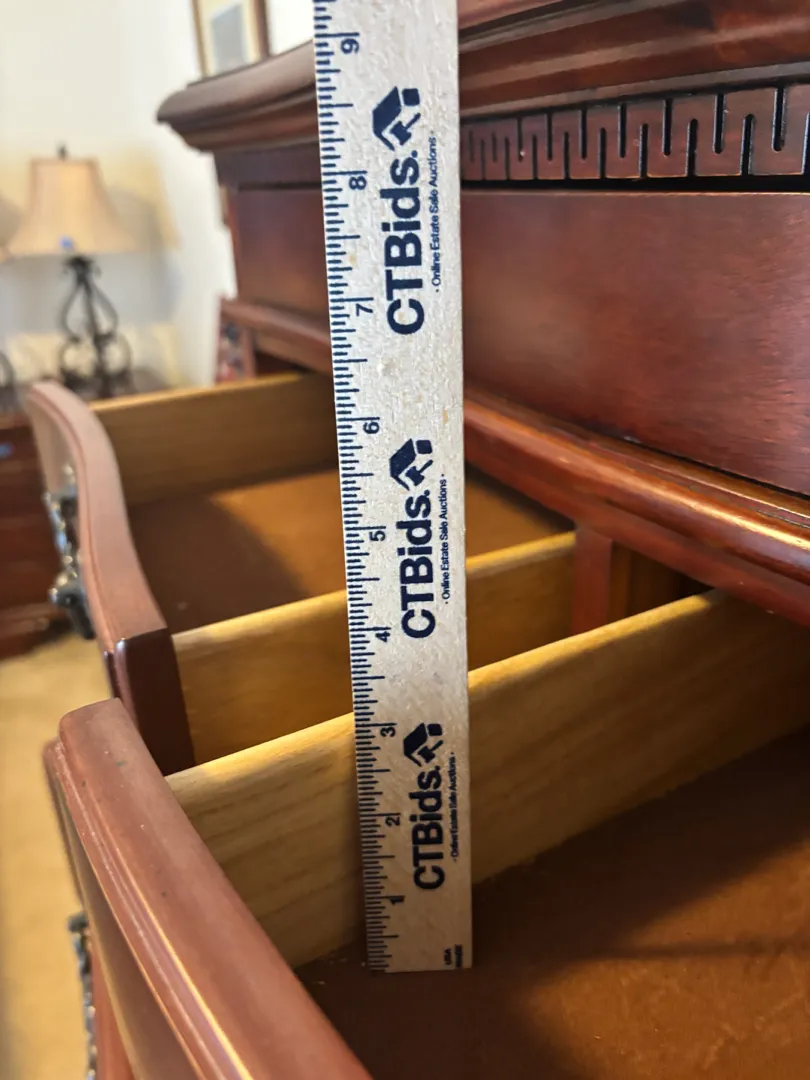 9
8
7
6
5
4
3
2
1
CTBids.
· Online Estate Sale Auctions ·
CTBids.
· Online Estate Sale Auctions ·
CTBids.
· Online Estate Sale Auctions ·
USA